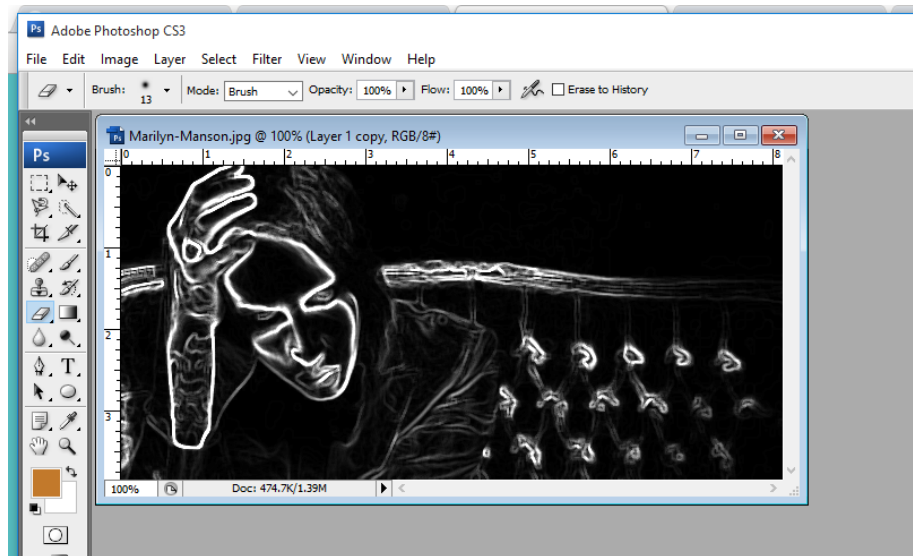 Ps Adobe Photoshop CS3
File Edit Image Layer Select Filter View Window Help
Brush: 13 Mode: Brush Opacity: 100% Flow: 100% Erase to History
Ps Marilyn-Manson.jpg @ 100% (Layer 1 copy, RGB/8#)
Ps
0 1 2 3 4 5 6 7 8
0
1
2
T
3
100% Doc: 474.7K/1.39M